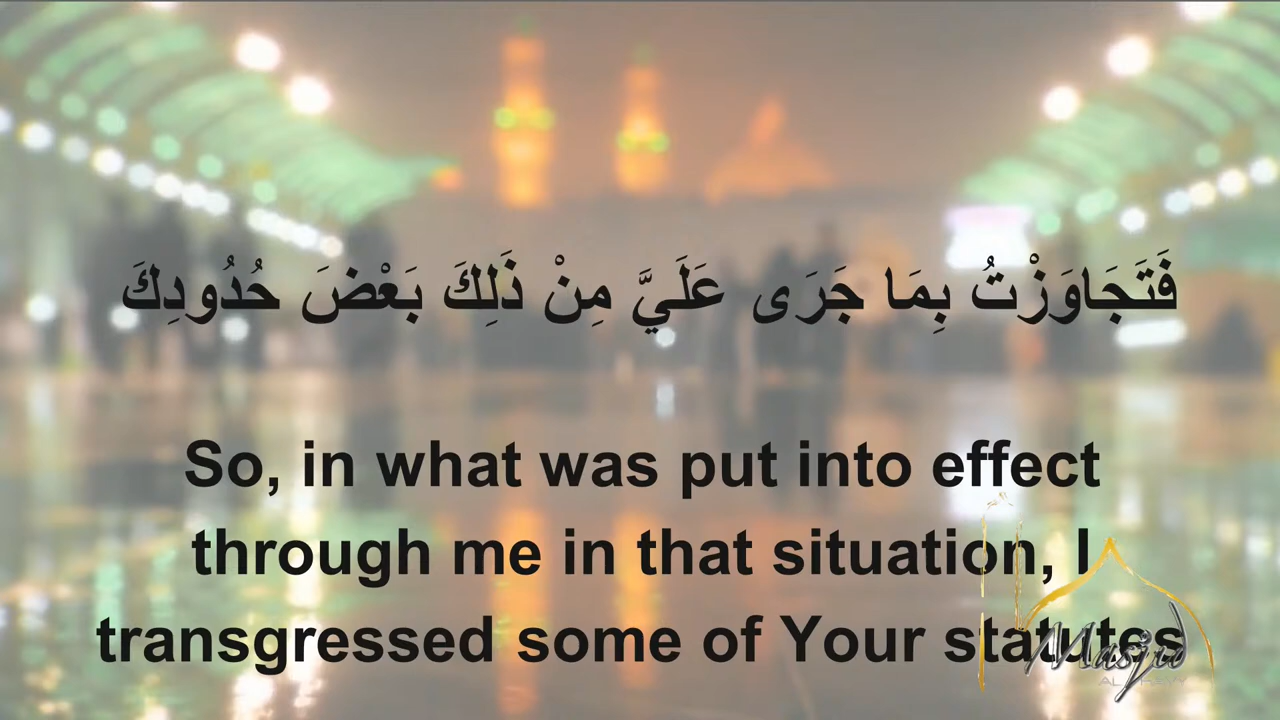 فَتَجَاوَزْتُ بِمَا جَرَى عَلَيَّ مِنْ ذَلِكَ بَعْضَ حُدُودِكَ
So, in what was put into effect
through me in that situation, I
transgressed some of Your statutes
Masjid